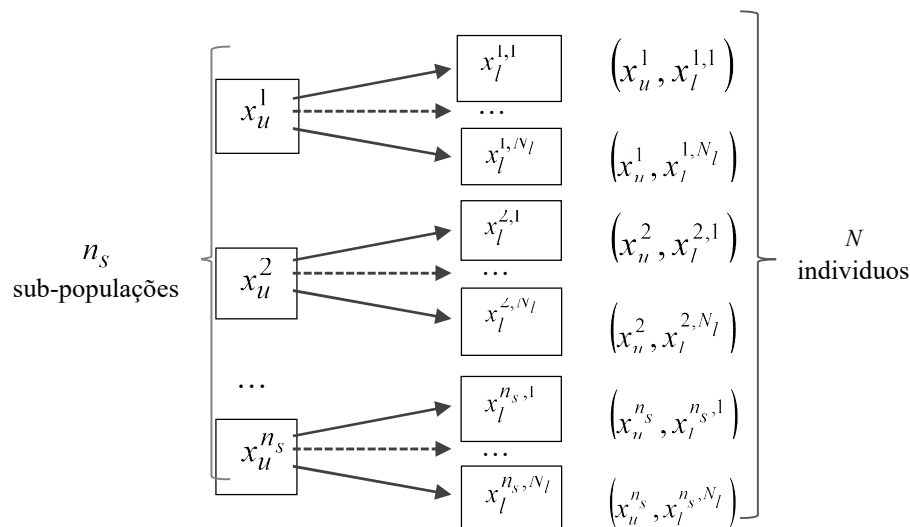 n_s
sub-populações
x_u^1
x_l^{1,1}
...
x_l^{1,N_l}
(x_u^1, x_l^{1,1})
(x_u^1, x_l^{1,N_l})
x_u^2
x_l^{2,1}
...
x_l^{2,N_l}
(x_u^2, x_l^{2,1})
(x_u^2, x_l^{2,N_l})
...
x_u^{n_s}
x_l^{n_s,1}
...
x_l^{n_s,N_l}
(x_u^{n_s}, x_l^{n_s,1})
(x_u^{n_s}, x_l^{n_s,N_l})
N
individuos